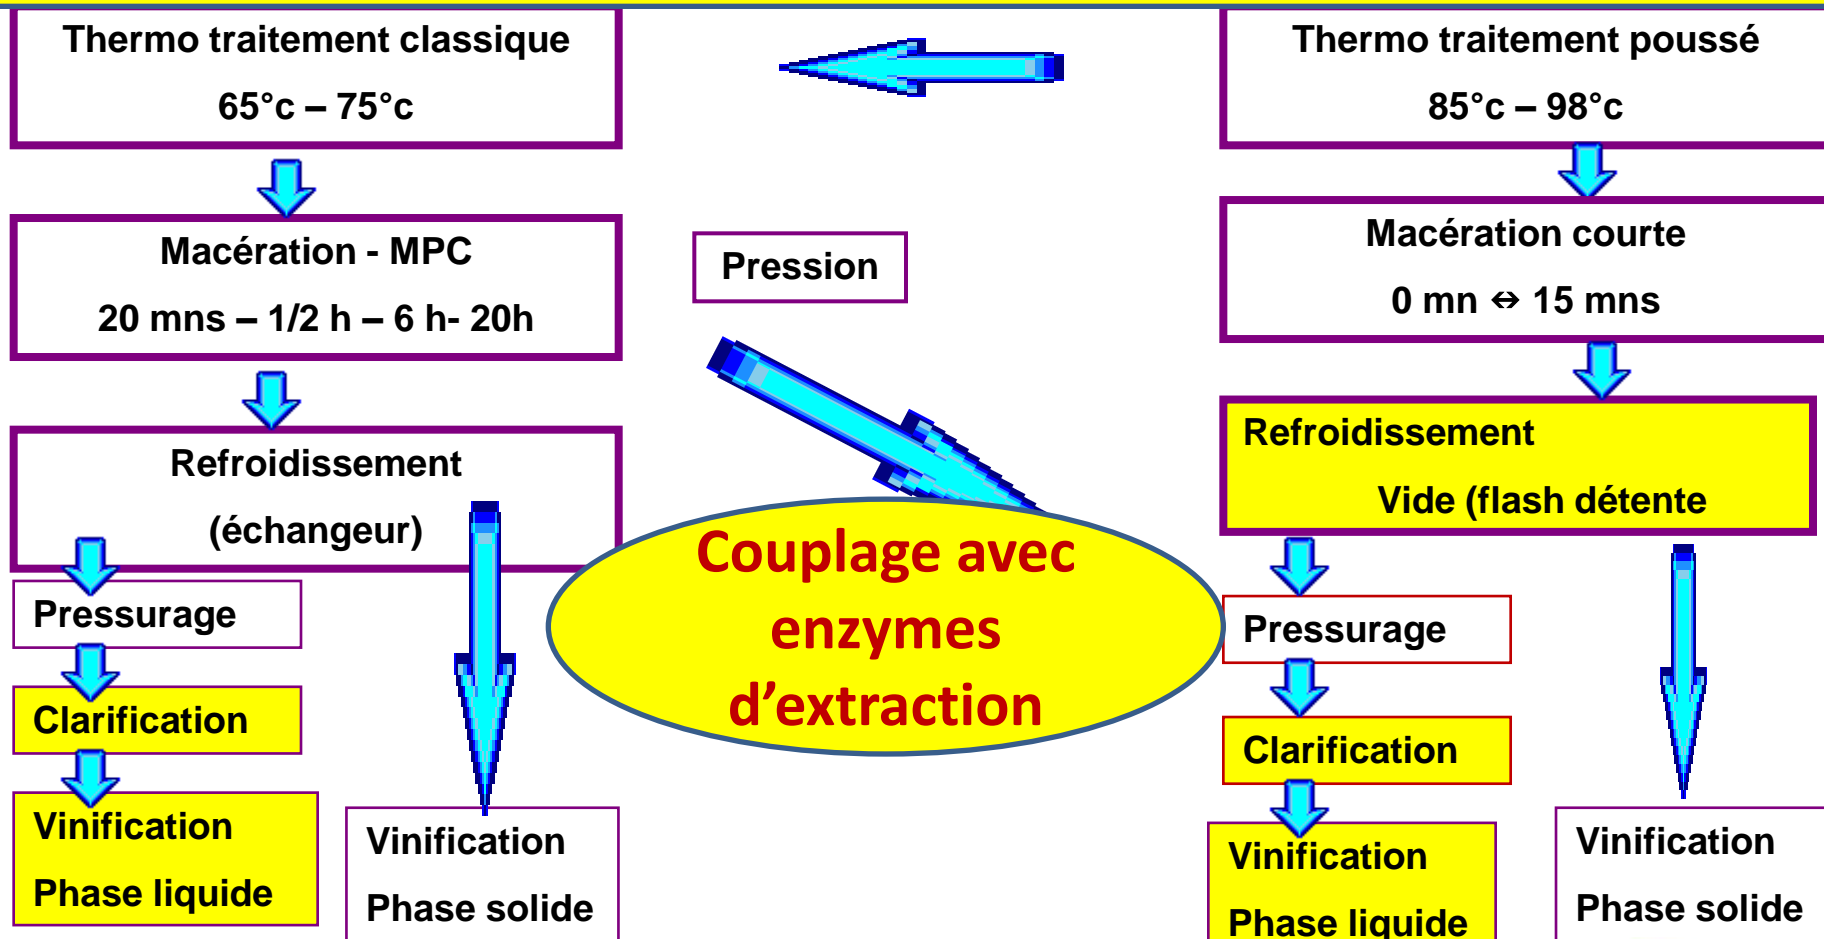 Thermo traitement classique
65°c – 75°c
Macération - MPC
20 mns – 1/2 h – 6 h- 20h
Refroidissement
(échangeur)
Pressurage
Clarification
Vinification
Phase liquide
Vinification
Phase solide
Pression
Couplage avec
enzymes
d’extraction
Thermo traitement poussé
85°c – 98°c
Macération courte
0 mn ⇔ 15 mns
Refroidissement
Vide (flash détente
Pressurage
Clarification
Vinification
Phase liquide
Vinification
Phase solide